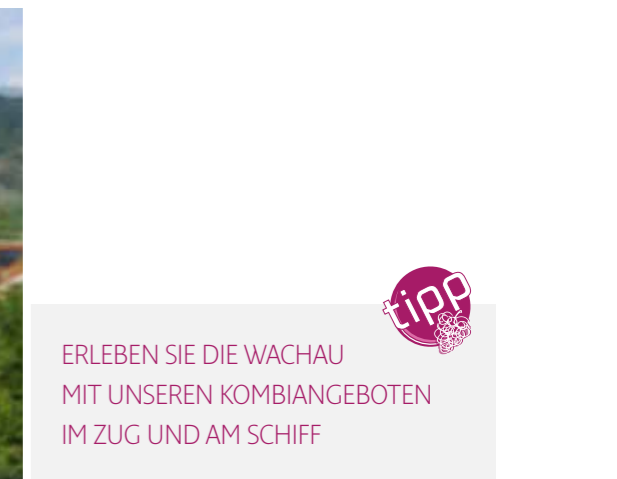 tipp
ERLEBEN SIE DIE WACHAU
MIT UNSEREN KOMBIANGEBOTEN
IM ZUG UND AM SCHIFF